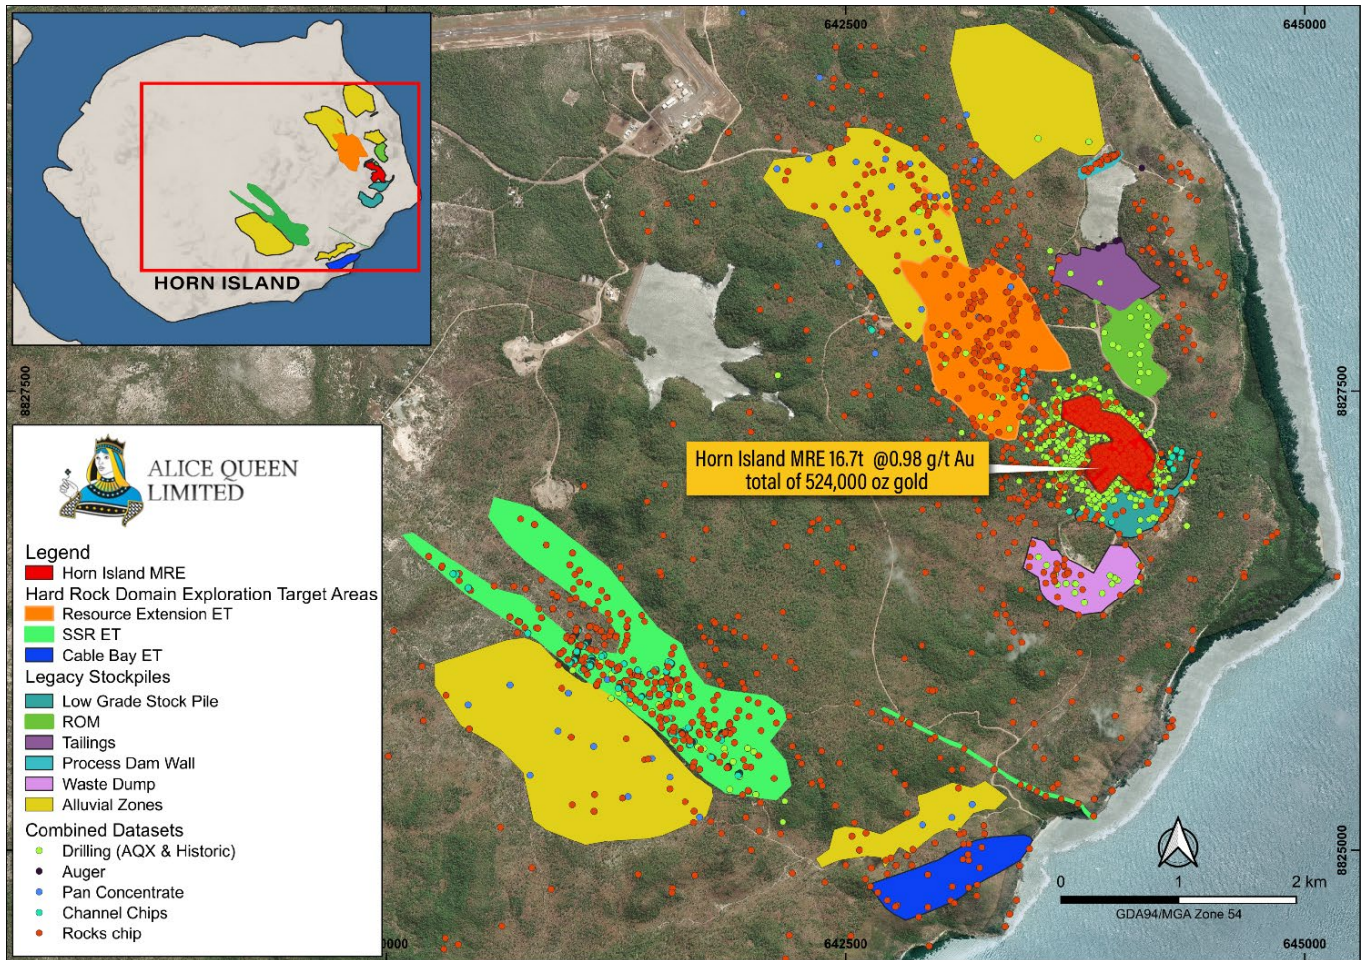 642500
645000
HORN ISLAND
8827500
8827500
ALICE QUEEN
LIMITED
Horn Island MRE 16.7t @0.98 g/t Au
total of 524,000 oz gold
Legend
Horn Island MRE
Hard Rock Domain Exploration Target Areas
Resource Extension ET
SSR ET
Cable Bay ET
Legacy Stockpiles
Low Grade Stock Pile
ROM
Tailings
Process Dam Wall
Waste Dump
Alluvial Zones
Combined Datasets
Drilling (AQX & Historic)
Auger
Pan Concentrate
Channel Chips
Rocks chip
8825000
0 1 2 km
GDA94/MGA Zone 54
0000
642500
645000